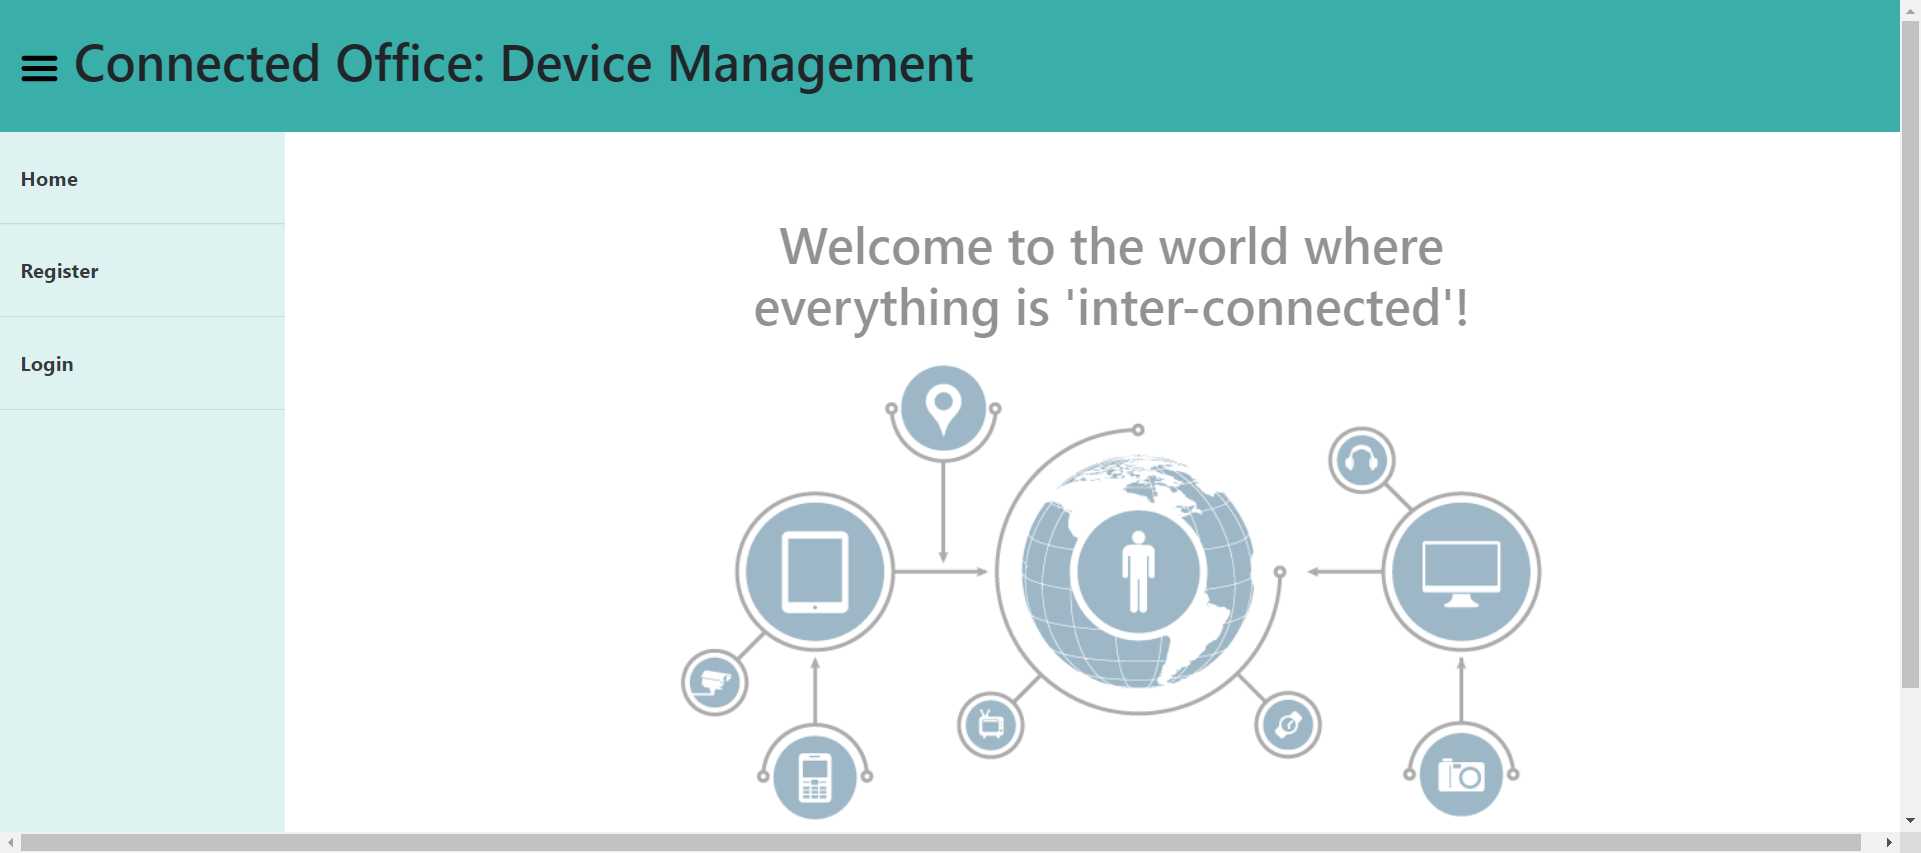 Connected Office: Device Management
Home
Register
Login
Welcome to the world where
everything is 'inter-connected'!